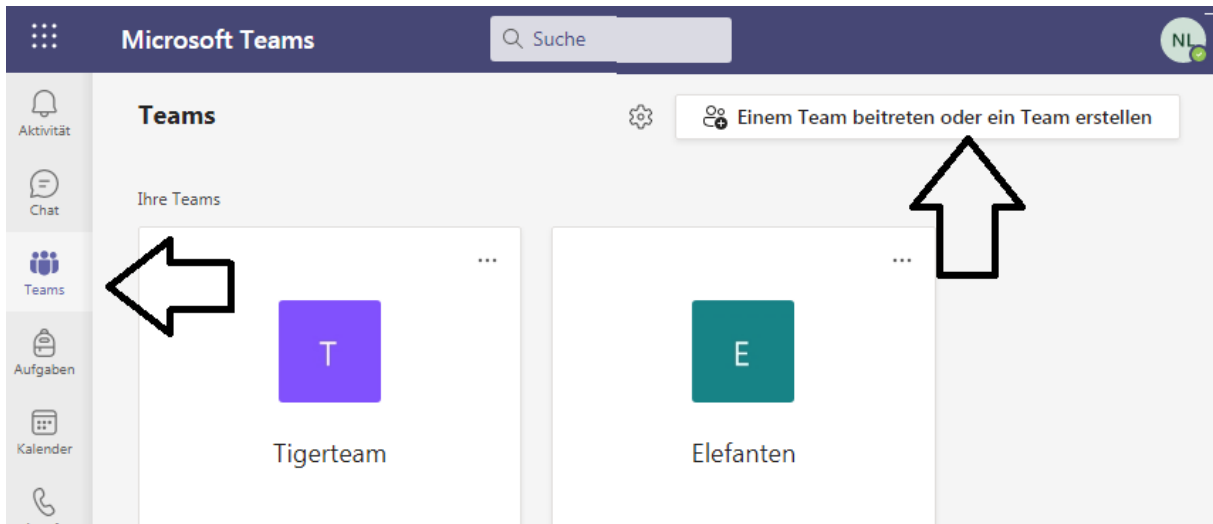 Microsoft Teams
Suche
NL
Aktivität
Chat
Teams
Aufgaben
Kalender
Teams
Einem Team beitreten oder ein Team erstellen
Ihre Teams
...
T
Tigerteam
...
E
Elefanten